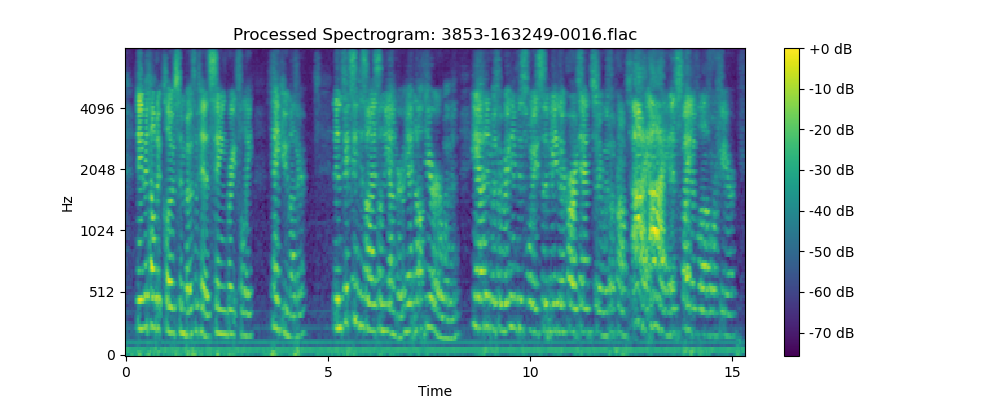 Processed Spectrogram: 3853-163249-0016.flac
+0 dB
-10 dB
-20 dB
-30 dB
-40 dB
-50 dB
-60 dB
-70 dB
Hz
4096
2048
1024
512
0
0 5 10 15
Time